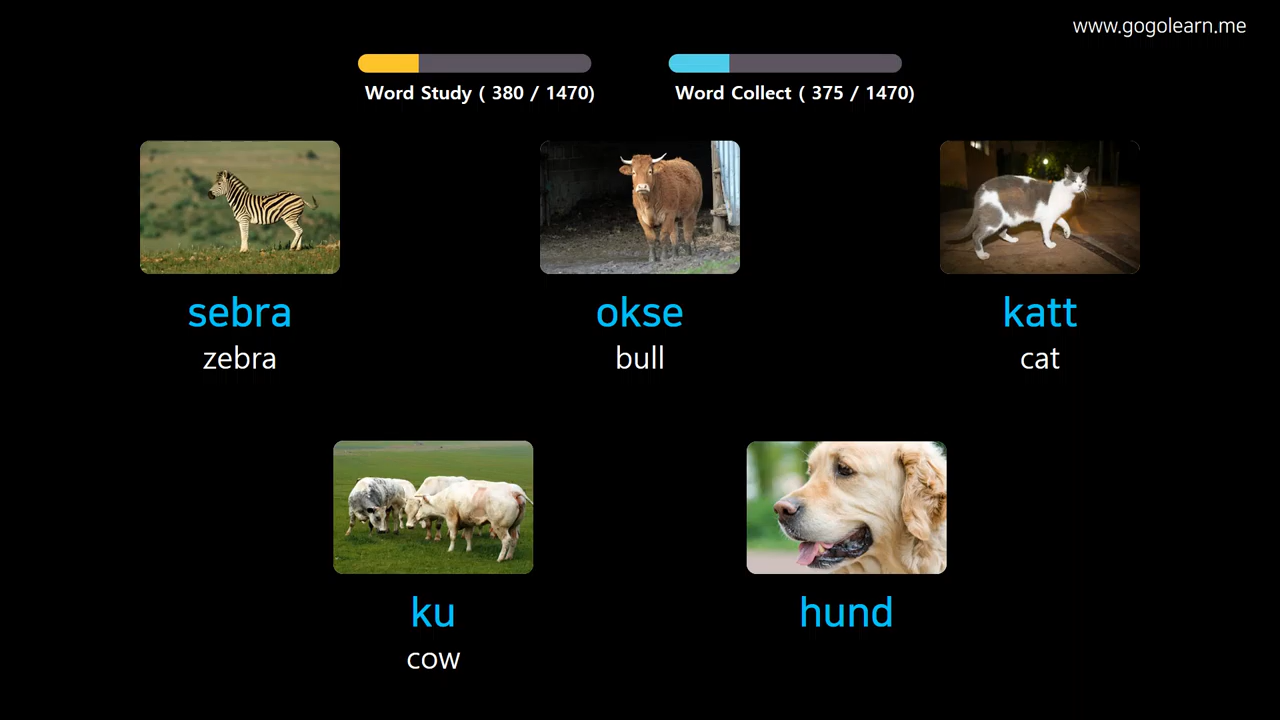 www.gogolearn.me
Word Study ( 380 / 1470)
Word Collect ( 375 / 1470)
sebra
zebra
okse
bull
katt
cat
ku
cow
hund